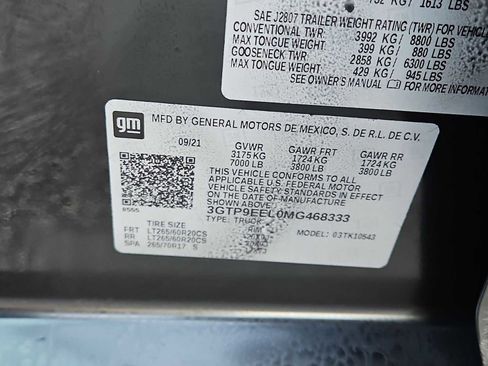 KG/ 1613 LBS
SAE J2807 TRAILER WEIGHT RATING (TWR) FOR VEHICL
CONVENTIONAL TWR: 3992 KG/ 8800 LBS
MAX TONGUE WEIGHT: 399 KG/ 880 LBS
GOOSENECK TWR: 2858 KG/ 6300 LBS
MAX TONGUE WEIGHT: 429 KG/ 945 LBS
SEE OWNER'S MANUAL FOR MORE
gm
MFD BY GENERAL MOTORS DE MEXICO, S. DE R.L. DE C.V.
09/21 GVWR GAWR FRT GAWR RR
3175 KG 1724 KG 1724 KG
7000 LB 3800 LB 3800 LB
THIS VEHICLE CONFORMS TO ALL
APPLICABLE U.S. FEDERAL MOTOR
VEHICLE SAFETY STANDARDS IN
EFFECT ON THE DATE OF MANUFACTURE
SHOWN ABOVE.
3GTP9EEL0MG468333
TYPE: TRUCK MODEL: 03TK10543
TIRE SIZE RIM
FRT LT265/60R20CS
RR LT265/60R20CS
SPA 265/70R17 S